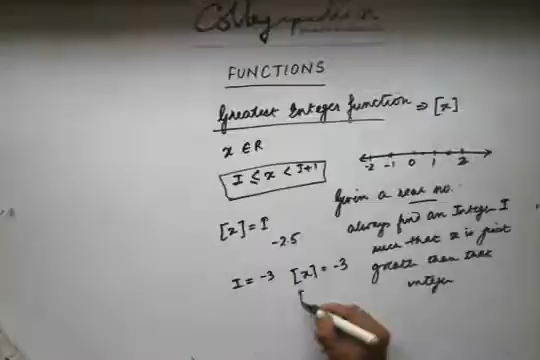 FUNCTIONS
Greatest Integer function ⇒ [x]
x ∈ R
-2 -1 0 1 2
I ≤ x < I+1
Given a real no.
always find an Integer I
such that x is just
greater than that
integer
[x] = I
-2.5
I = -3 [x] = -3